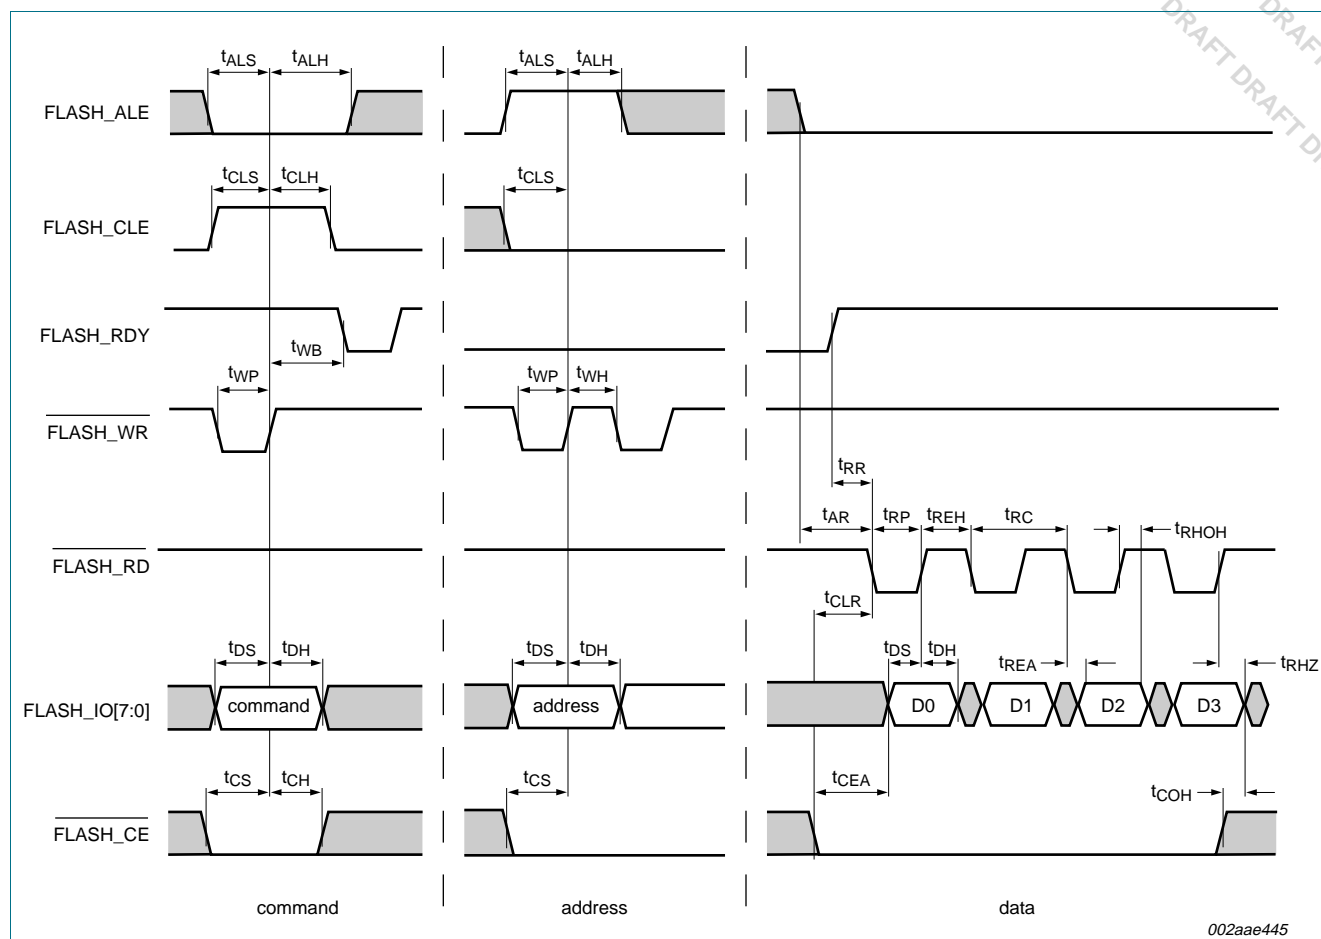 DRAFT DRAFT DRAFT DR
DRAFT
tALS tALH tALS tALH
FLASH_ALE
tCLS tCLH tCLS
FLASH_CLE
FLASH_RDY
tWB
tWP tWP tWH
FLASH_WR
tRR
tAR tRP tREH tRC tRHOH
FLASH_RD
tCLR
tDS tDH tDS tDH tDS tDH tREA tRHZ
FLASH_IO[7:0] command address D0 D1 D2 D3
tCS tCH tCS tCEA tCOH
FLASH_CE
command address data
002aae445